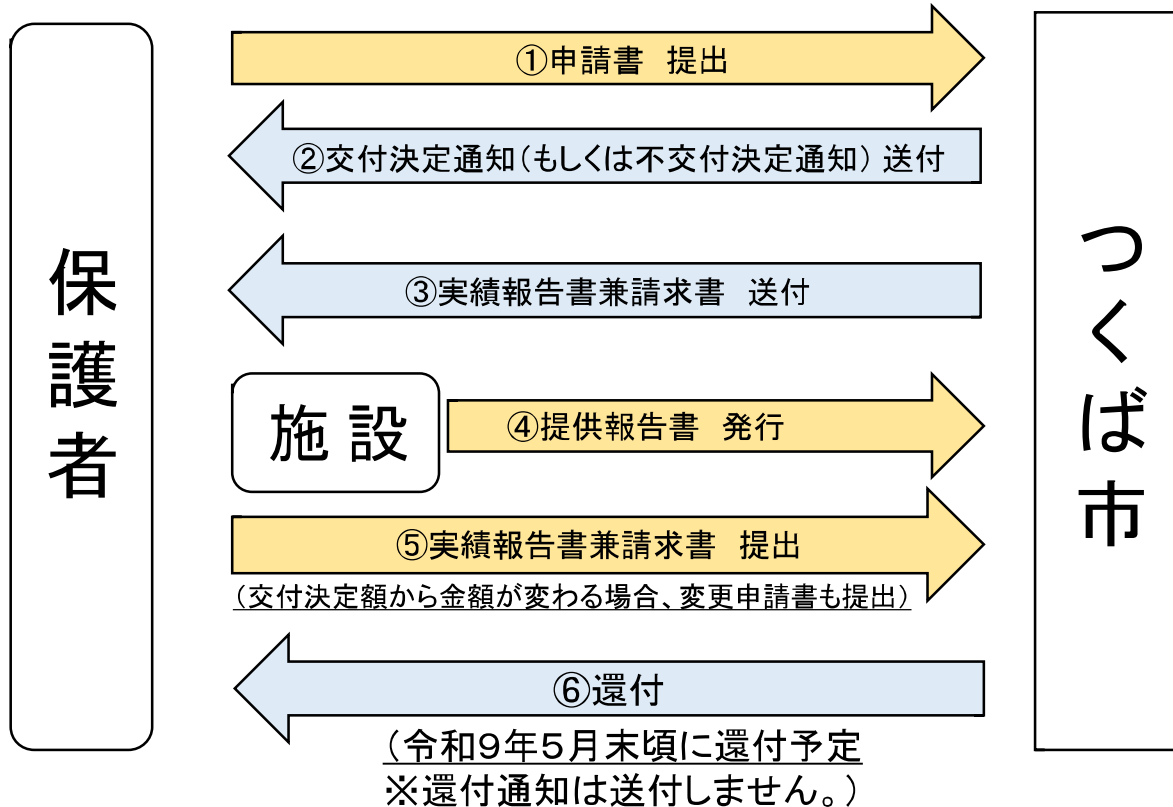 保護者
①申請書 提出
②交付決定通知(もしくは不交付決定通知) 送付
③実績報告書兼請求書 送付
施設
④提供報告書 発行
⑤実績報告書兼請求書 提出
(交付決定額から金額が変わる場合、変更申請書も提出)
⑥還付
(令和9年5月末頃に還付予定
※還付通知は送付しません。)
つくば市